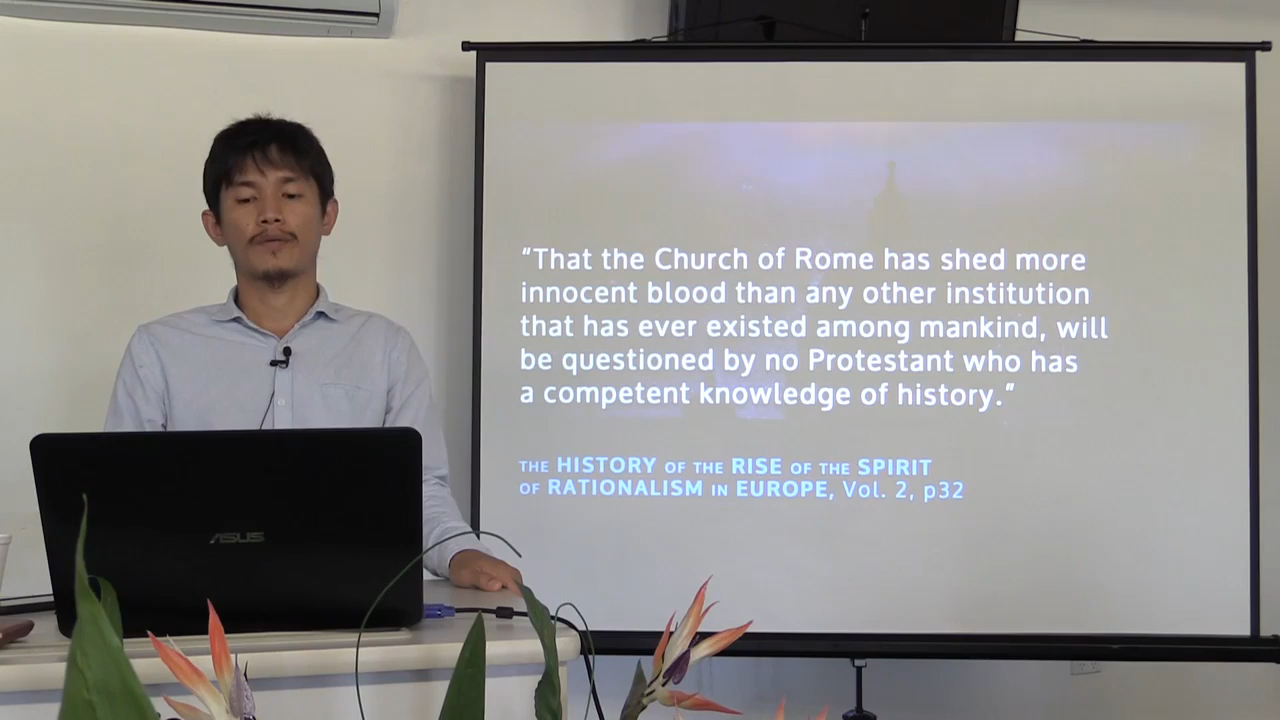 “That the Church of Rome has shed more
innocent blood than any other institution
that has ever existed among mankind, will
be questioned by no Protestant who has
a competent knowledge of history.”
THE HISTORY OF THE RISE OF THE SPIRIT
OF RATIONALISM IN EUROPE, Vol. 2, p32
ASUS